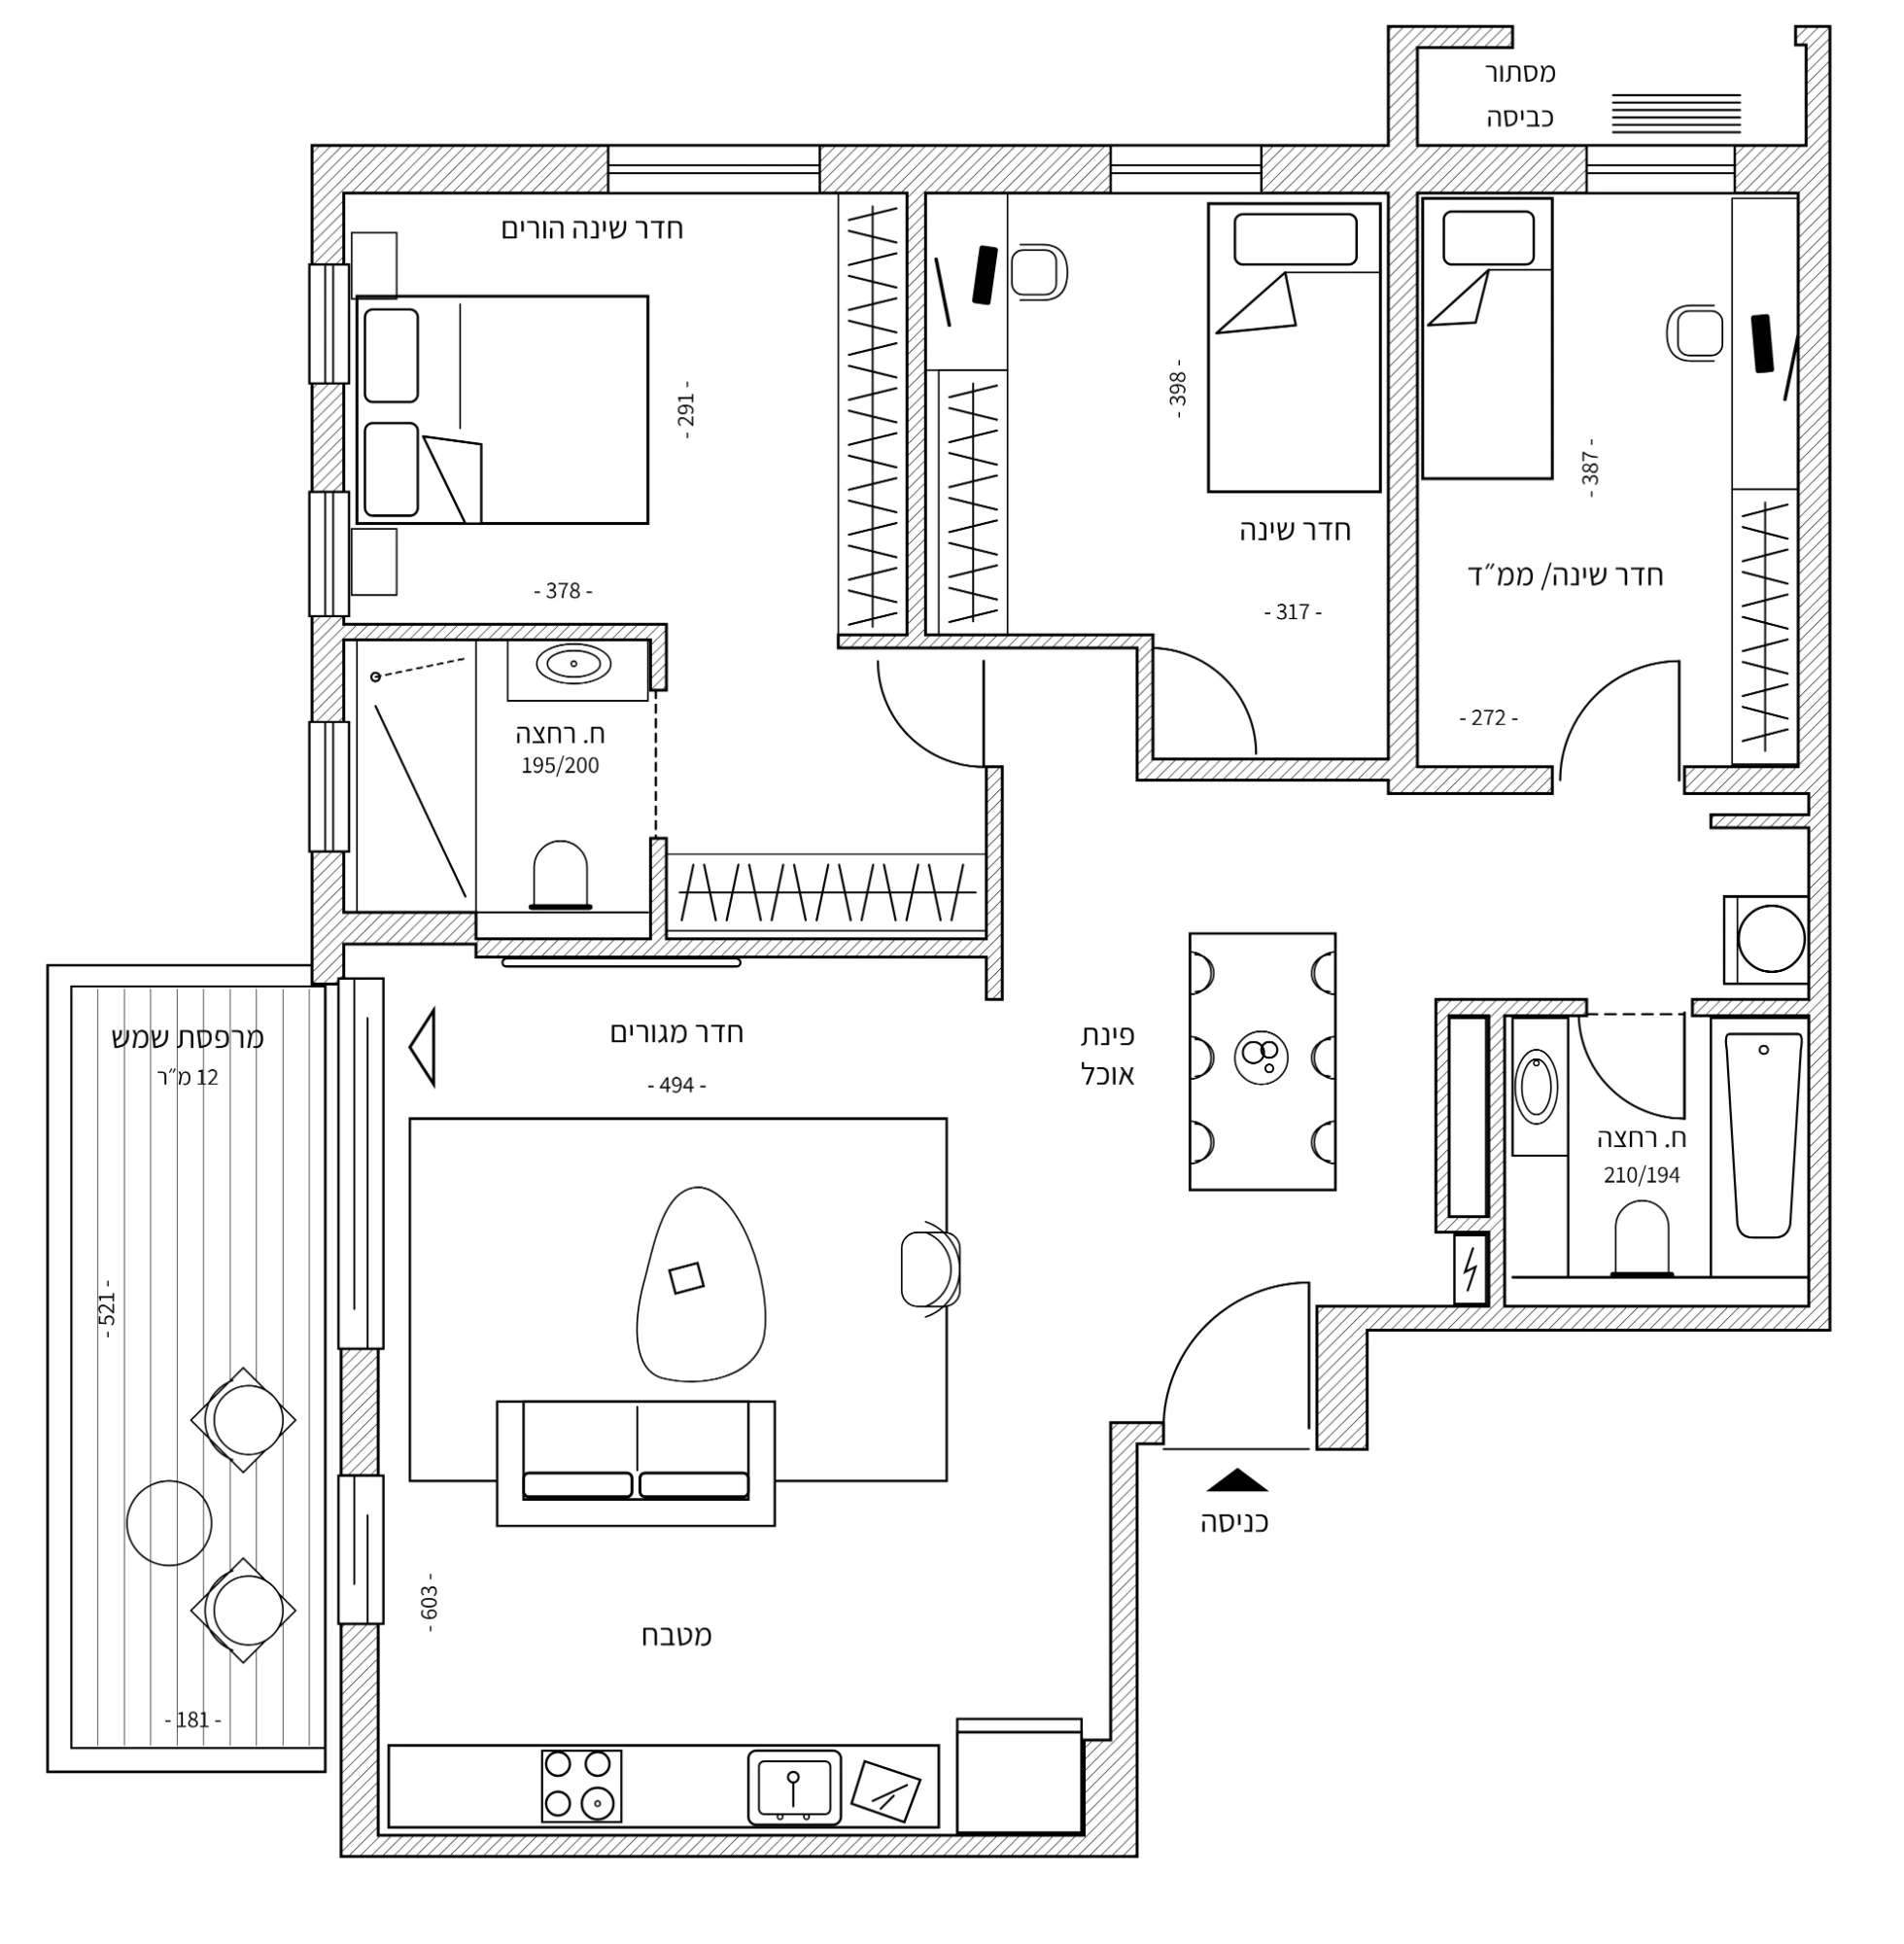 מסתור
כביסה
חדר שינה הורים
- 291 -
- 378 -
- 398 -
חדר שינה
- 317 -
- 387 -
חדר שינה/ ממ״ד
- 272 -
ח. רחצה
195/200
מרפסת שמש
12 מ״ר
- 521 -
- 181 -
חדר מגורים
- 494 -
פינת
אוכל
ח. רחצה
210/194
כניסה
- 603 -
מטבח